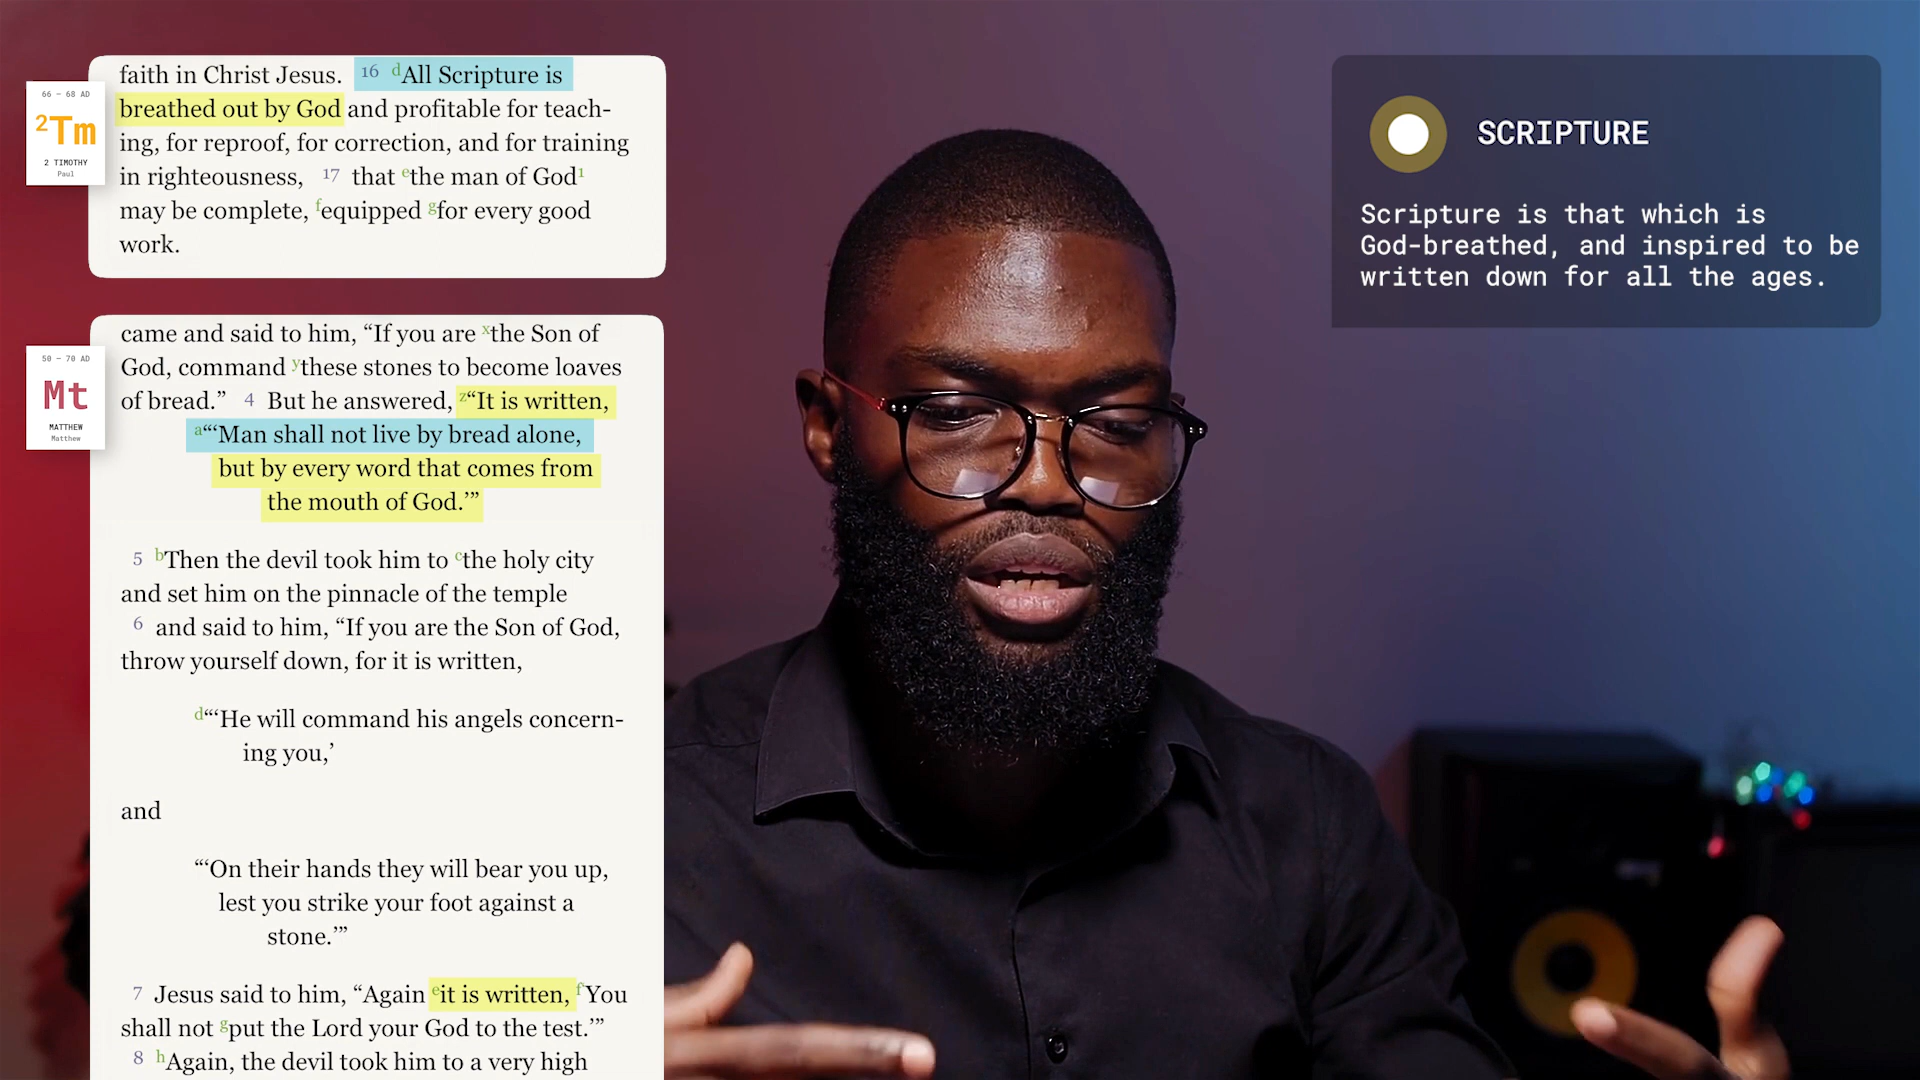 66 – 68 AD
2Tm
2 TIMOTHY
Paul
faith in Christ Jesus. 16 dAll Scripture is
breathed out by God and profitable for teach-
ing, for reproof, for correction, and for training
in righteousness, 17 that ethe man of God1
may be complete, fequipped gfor every good
work.
50 – 70 AD
Mt
MATTHEW
Matthew
came and said to him, “If you are xthe Son of
God, command ythese stones to become loaves
of bread.” 4 But he answered, z“It is written,
a“‘Man shall not live by bread alone,
but by every word that comes from
the mouth of God.’”
5 bThen the devil took him to cthe holy city
and set him on the pinnacle of the temple
6 and said to him, “If you are the Son of God,
throw yourself down, for it is written,
d“‘He will command his angels concern-
ing you,’
and
“‘On their hands they will bear you up,
lest you strike your foot against a
stone.’”
7 Jesus said to him, “Again eit is written, f‘You
shall not gput the Lord your God to the test.’”
8 hAgain, the devil took him to a very high
SCRIPTURE
Scripture is that which is
God-breathed, and inspired to be
written down for all the ages.